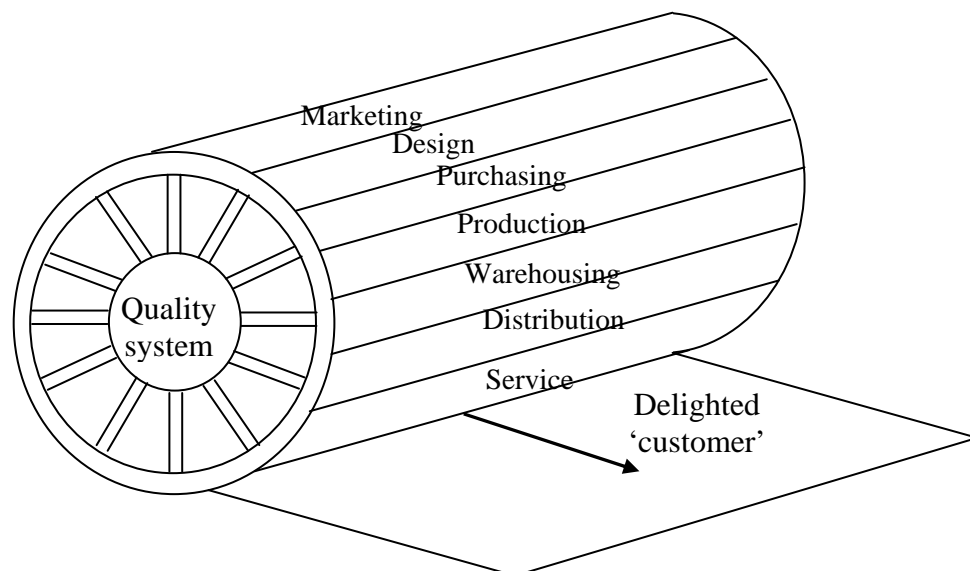 Marketing
Design
Purchasing
Production
Warehousing
Distribution
Service
Quality
system
Delighted
‘customer’